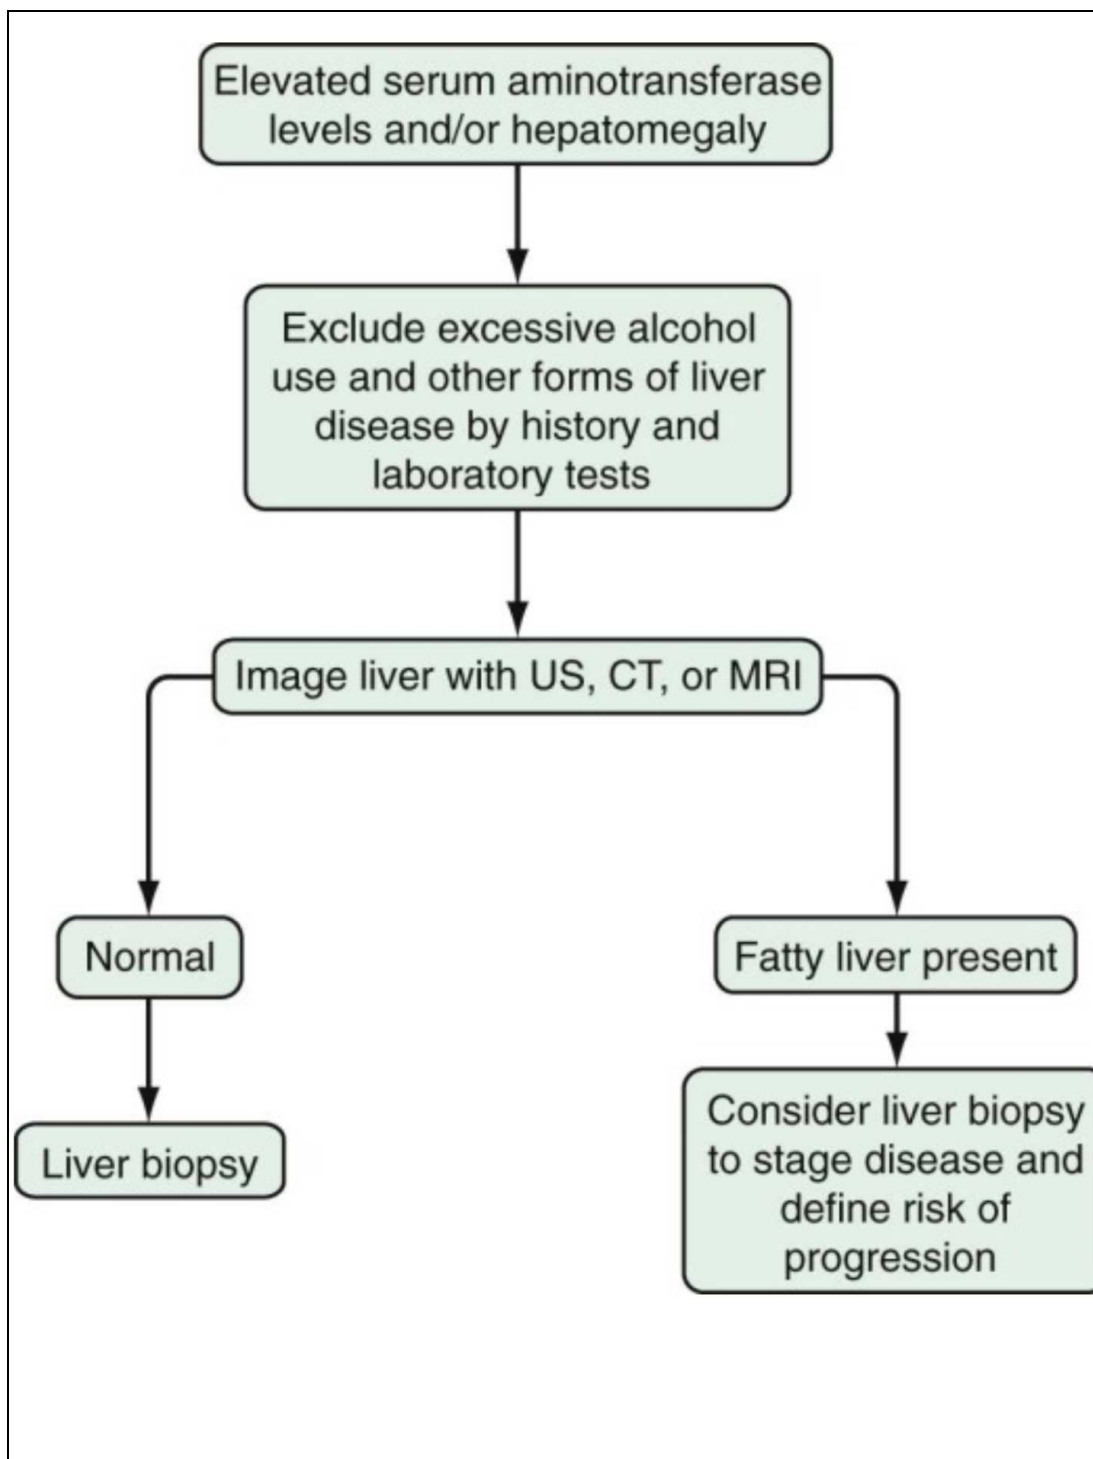 Elevated serum aminotransferase
levels and/or hepatomegaly
Exclude excessive alcohol
use and other forms of liver
disease by history and
laboratory tests
Image liver with US, CT, or MRI
Normal
Fatty liver present
Liver biopsy
Consider liver biopsy
to stage disease and
define risk of
progression